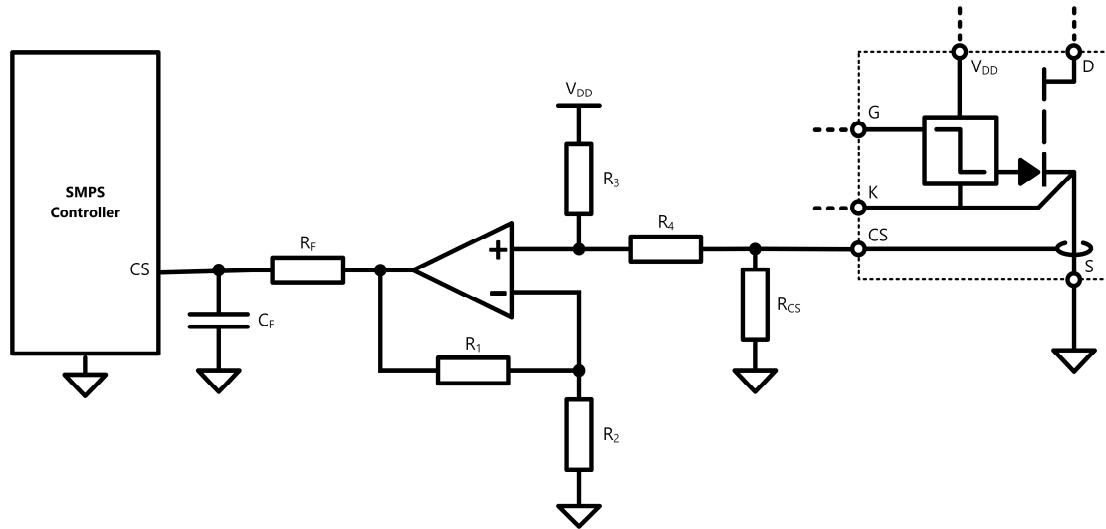 V_DD
D
V_DD
G
R_3
SMPS
Controller
K
R_4
CS
R_F
+
CS
S
−
C_F
R_CS
R_1
R_2